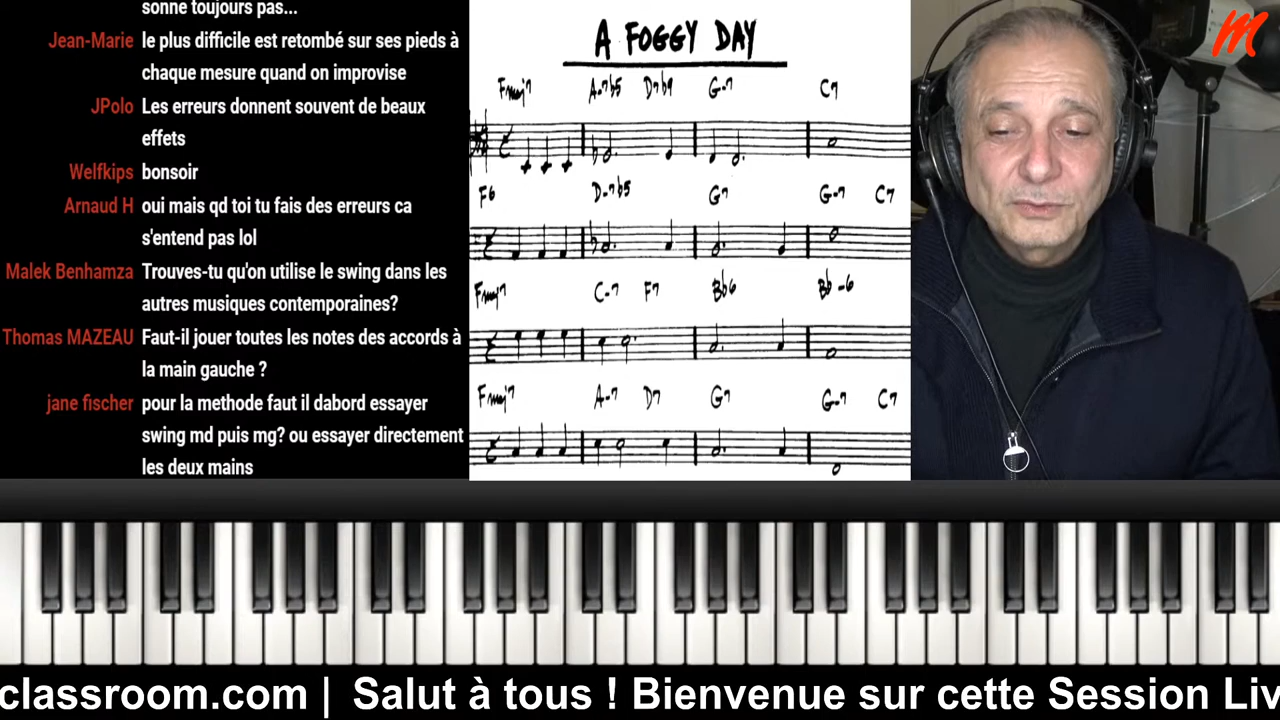 sonne toujours pas...
Jean-Marie le plus difficile est retombé sur ses pieds à
chaque mesure quand on improvise
JPolo Les erreurs donnent souvent de beaux
effets
Welfkips bonsoir
Arnaud H oui mais qd toi tu fais des erreurs ca
s'entend pas lol
Malek Benhamza Trouves-tu qu'on utilise le swing dans les
autres musiques contemporaines?
Thomas MAZEAU Faut-il jouer toutes les notes des accords à
la main gauche ?
jane fischer pour la methode faut il dabord essayer
swing md puis mg? ou essayer directement
les deux mains
A FOGGY DAY
Fmaj7 A-7b5 D7b9 G-7 C7
F6 D-7b5 G7 G-7 C7
Fmaj7 C-7 F7 Bb6 Bb-6
Fmaj7 A-7 D7 G7 G-7 C7
M
classroom.com | Salut à tous ! Bienvenue sur cette Session Liv